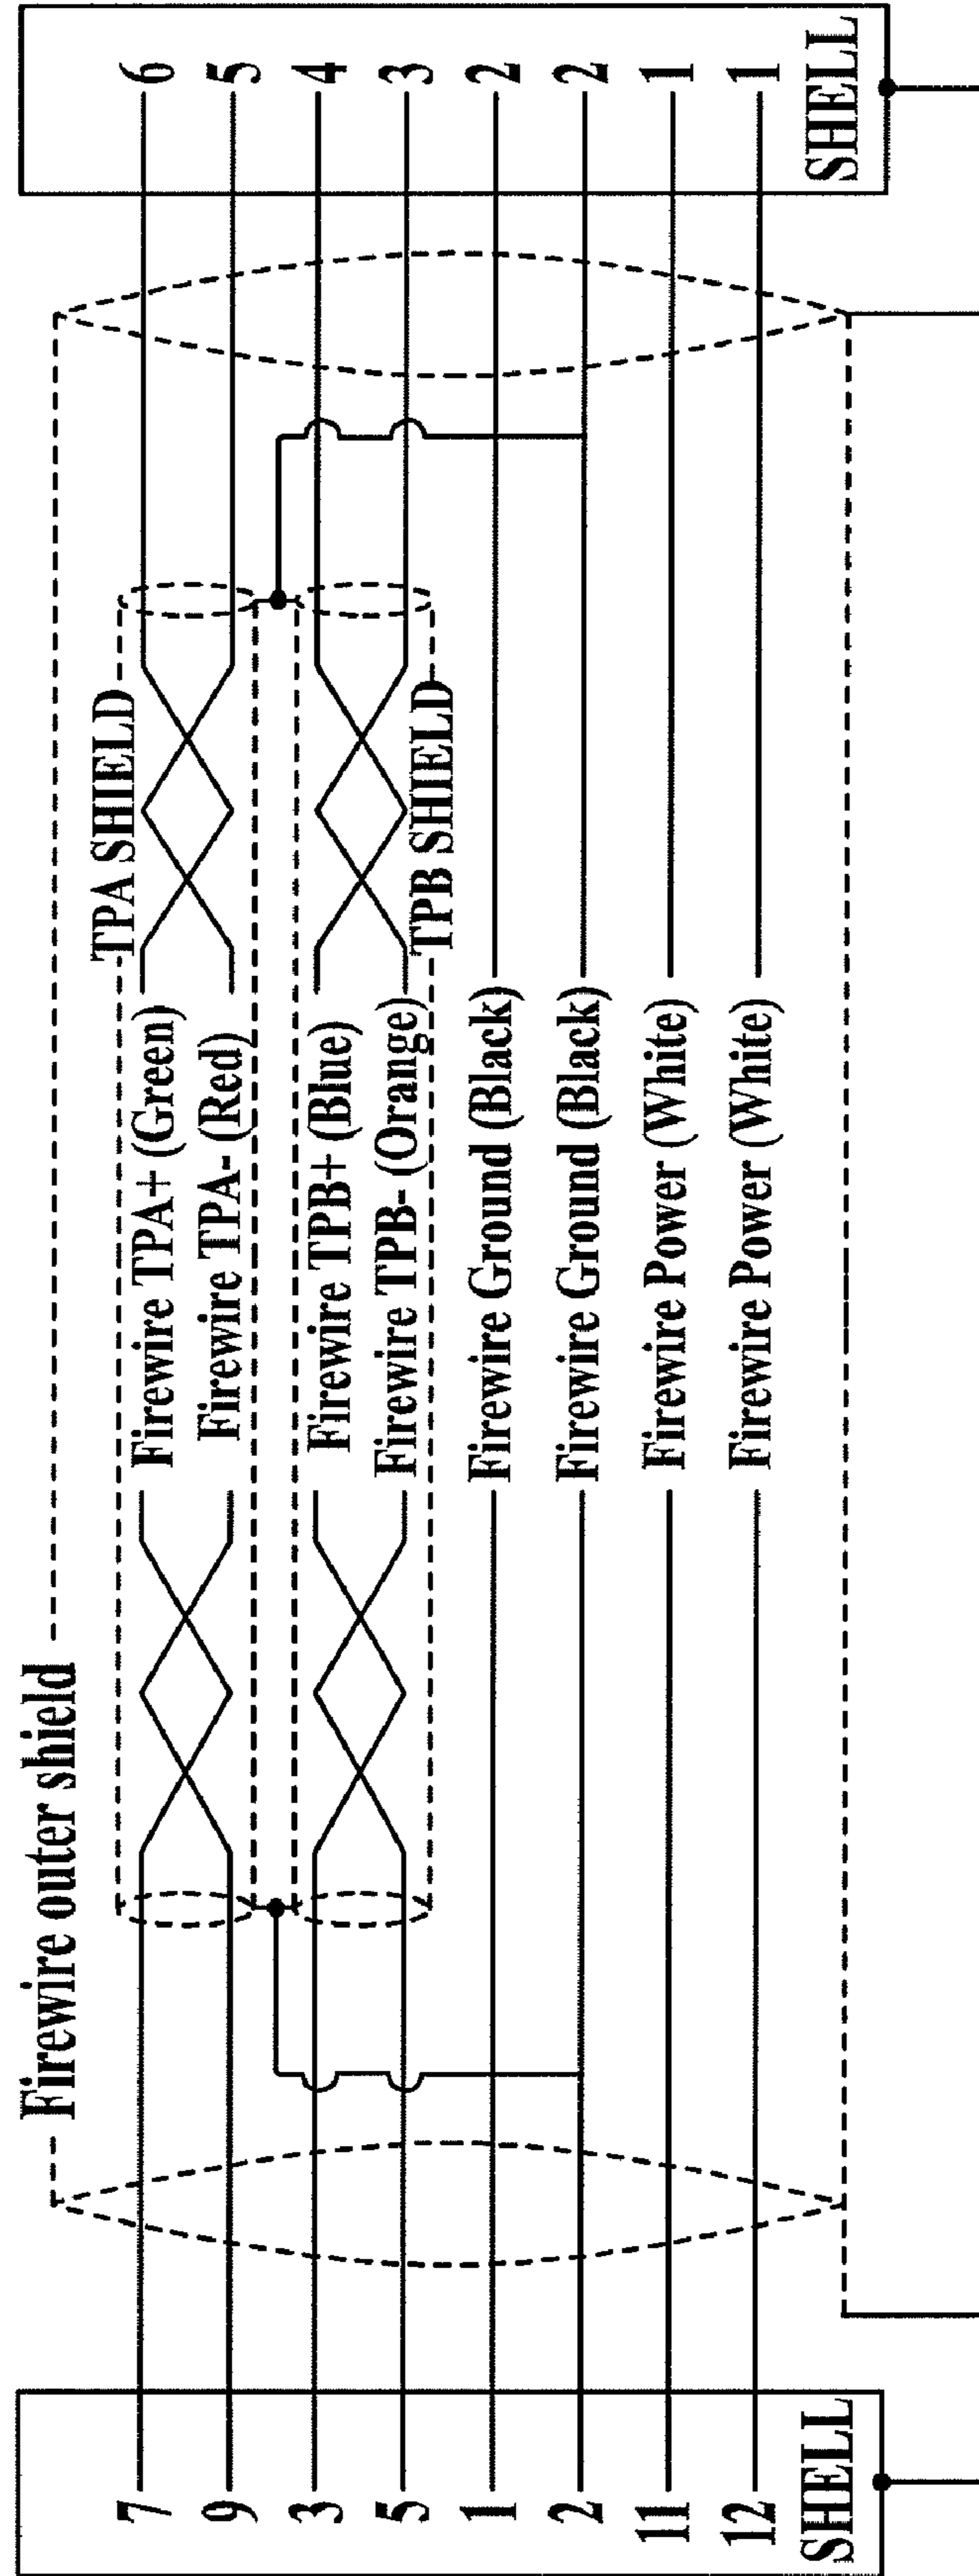 Firewire outer shield
TPA SHIELD
7 Firewire TPA+ (Green) 6
9 Firewire TPA- (Red) 5
3 Firewire TPB+ (Blue) 4
5 Firewire TPB- (Orange) 3
TPB SHIELD
1 Firewire Ground (Black) 2
2 Firewire Ground (Black) 2
11 Firewire Power (White) 1
12 Firewire Power (White) 1
SHELL SHELL